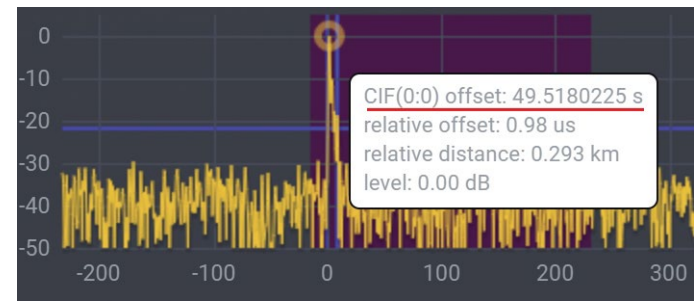 0
-10
-20
-30
-40
-50
CIF(0:0) offset: 49.5180225 s
relative offset: 0.98 us
relative distance: 0.293 km
level: 0.00 dB
-200 -100 0 100 200 300